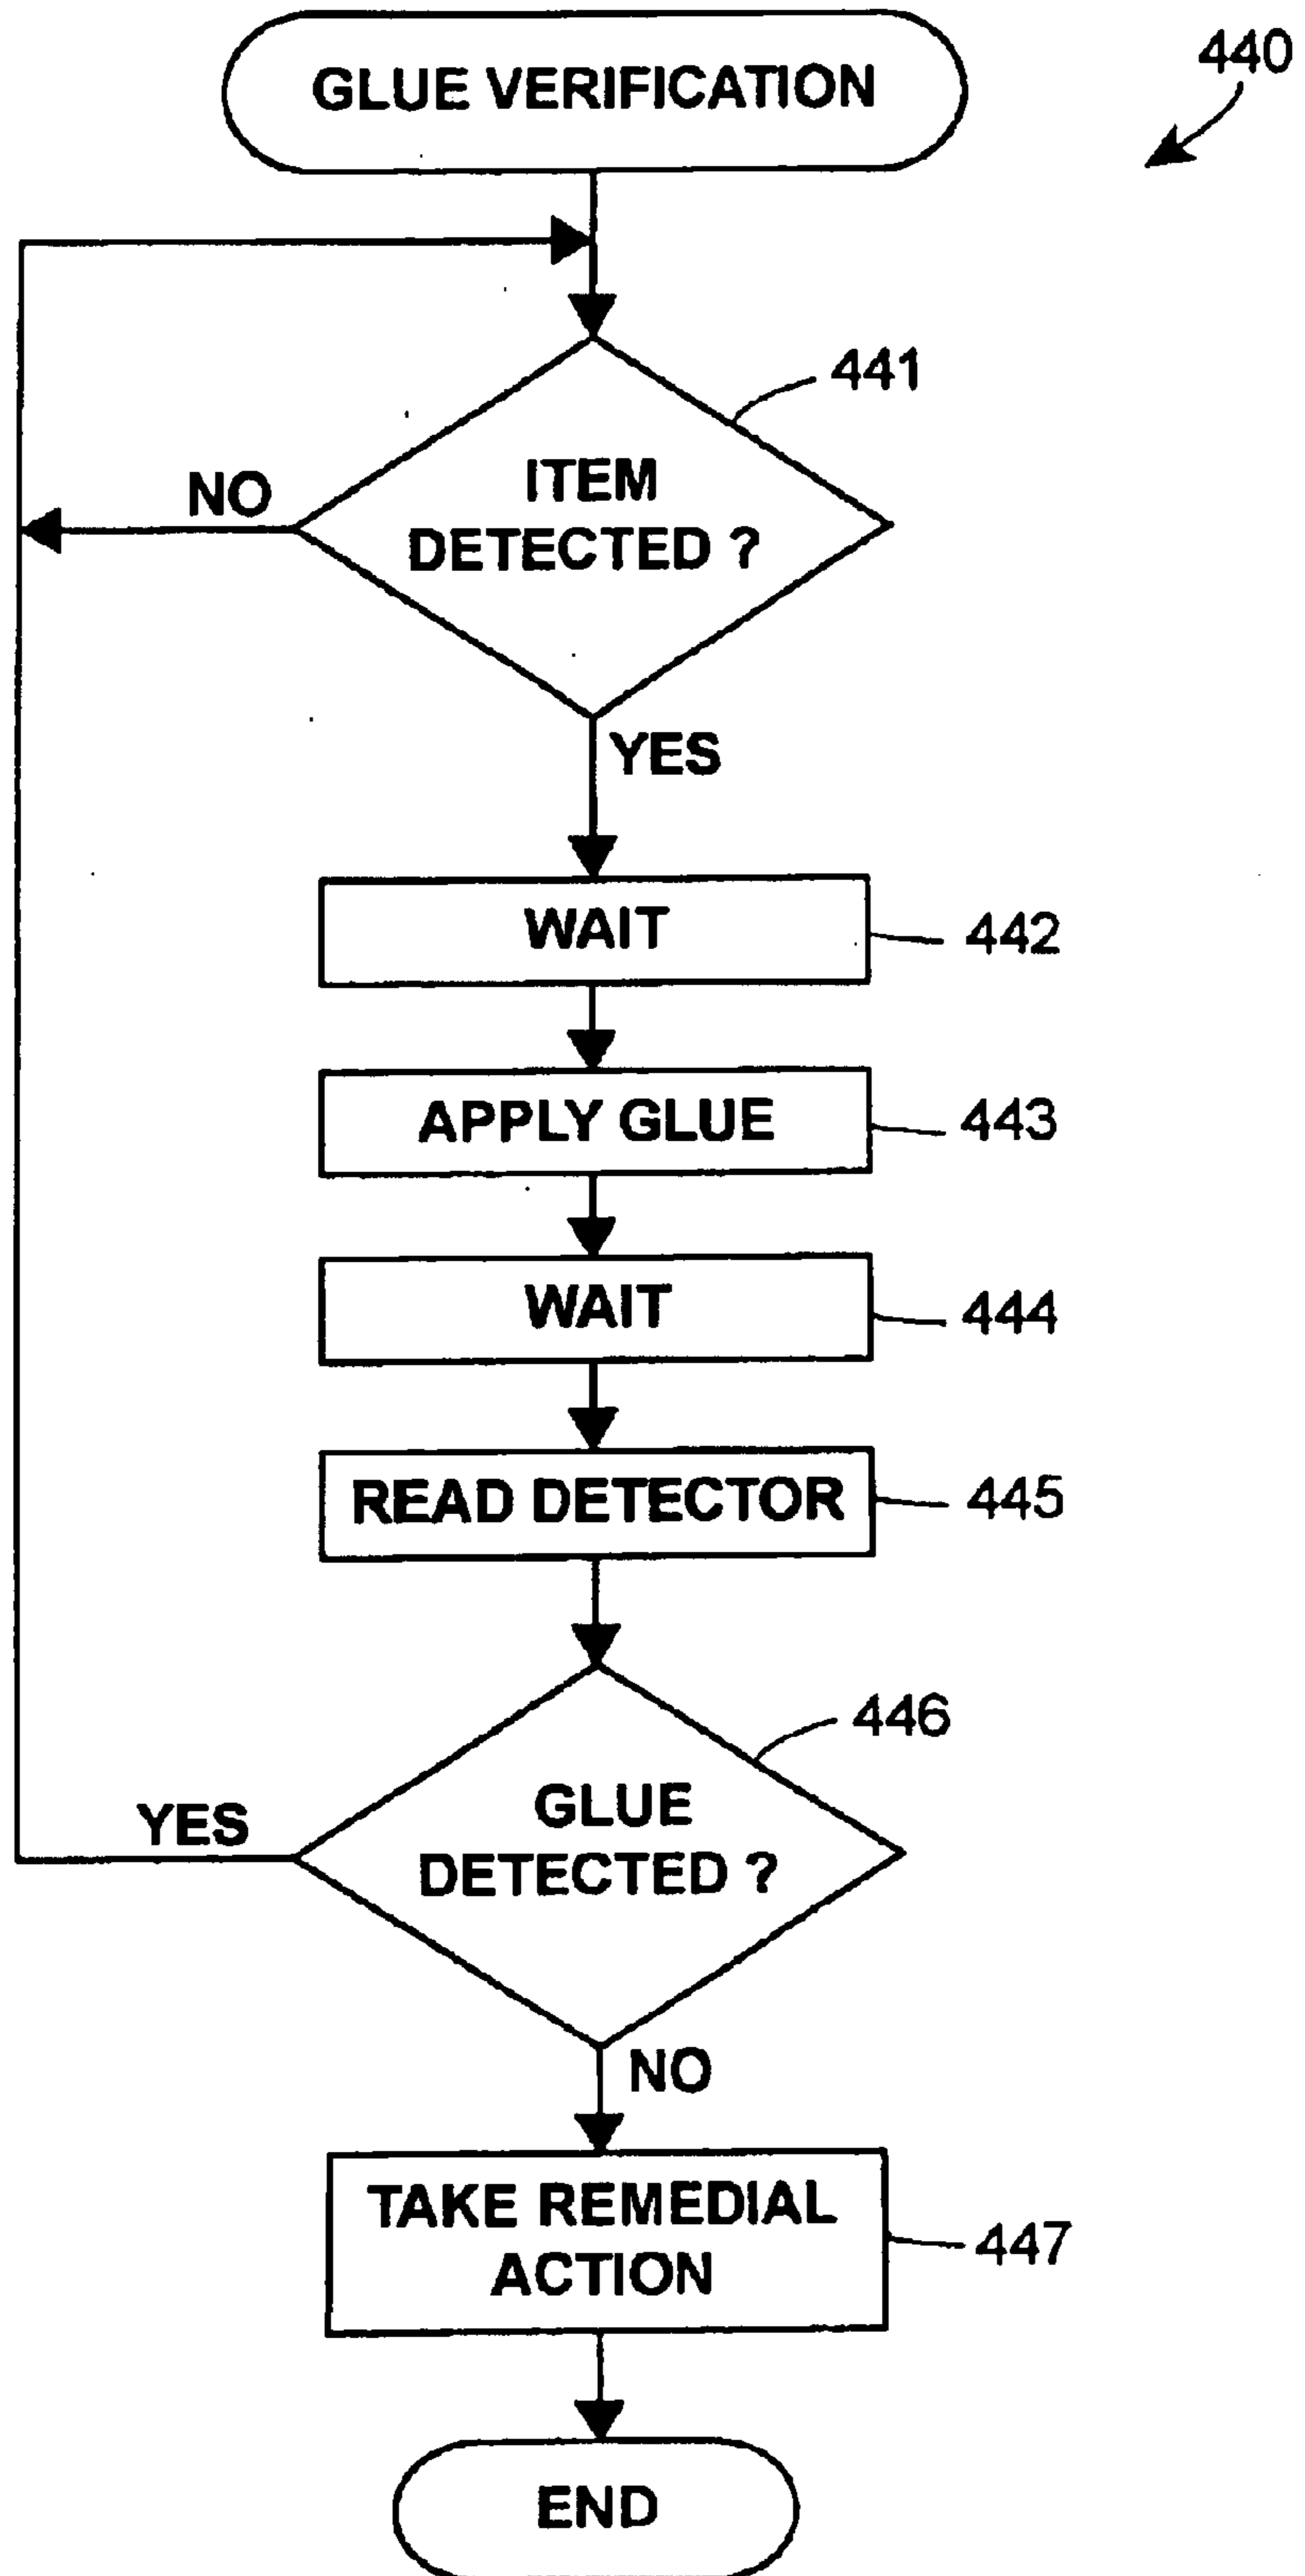 GLUE VERIFICATION
440
441
ITEM
DETECTED ?
NO
YES
WAIT
442
APPLY GLUE
443
WAIT
444
READ DETECTOR
445
446
GLUE
DETECTED ?
YES
NO
TAKE REMEDIAL
ACTION
447
END